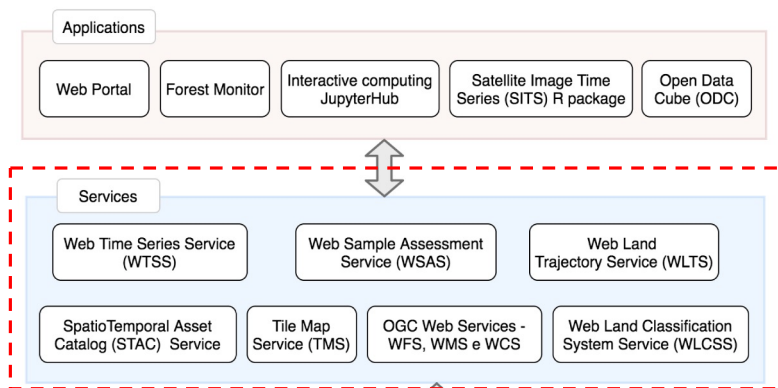 Applications
Web Portal
Forest Monitor
Interactive computing
JupyterHub
Satellite Image Time
Series (SITS) R package
Open Data
Cube (ODC)
Services
Web Time Series Service
(WTSS)
Web Sample Assessment
Service (WSAS)
Web Land
Trajectory Service (WLTS)
SpatioTemporal Asset
Catalog (STAC) Service
Tile Map
Service (TMS)
OGC Web Services -
WFS, WMS e WCS
Web Land Classification
System Service (WLCSS)